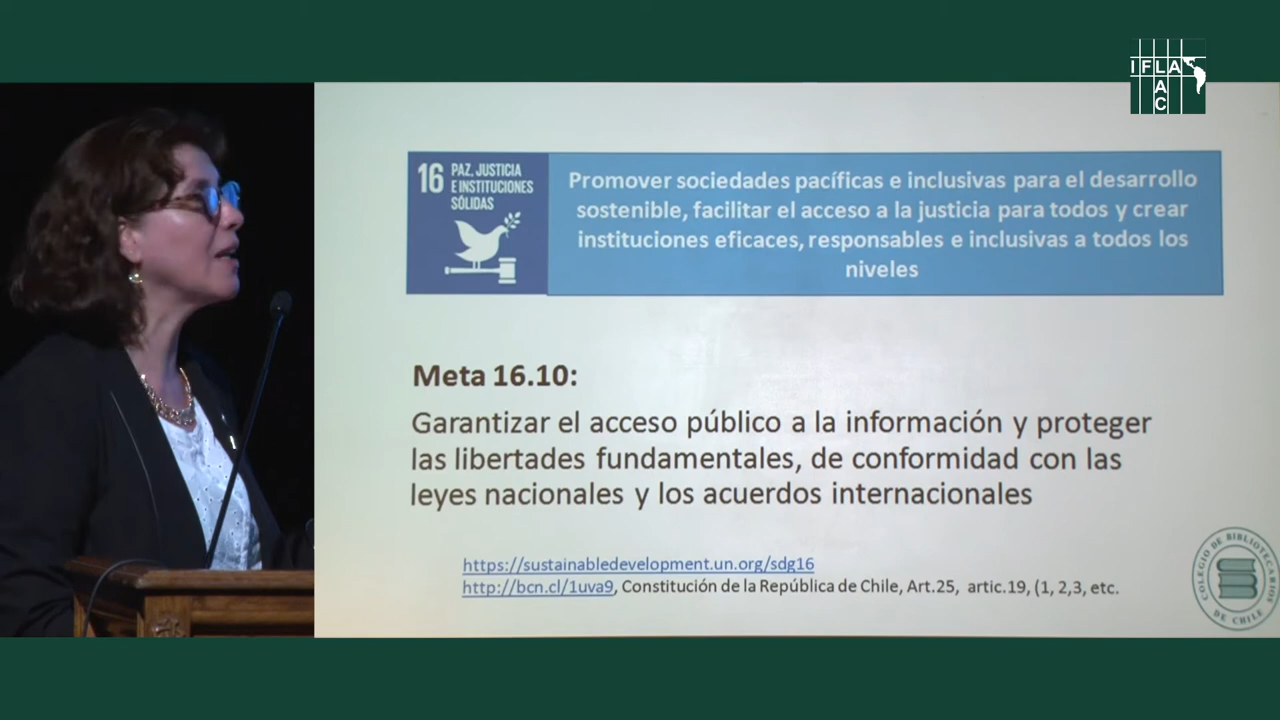 IFLA
LAC
16 PAZ, JUSTICIA
E INSTITUCIONES
SÓLIDAS
Promover sociedades pacíficas e inclusivas para el desarrollo
sostenible, facilitar el acceso a la justicia para todos y crear
instituciones eficaces, responsables e inclusivas a todos los
niveles
Meta 16.10:
Garantizar el acceso público a la información y proteger
las libertades fundamentales, de conformidad con las
leyes nacionales y los acuerdos internacionales
https://sustainabledevelopment.un.org/sdg16
http://bcn.cl/1uva9, Constitución de la República de Chile, Art.25, artic.19, (1, 2,3, etc.
COLEGIO DE BIBLIOTECARIOS
DE CHILE